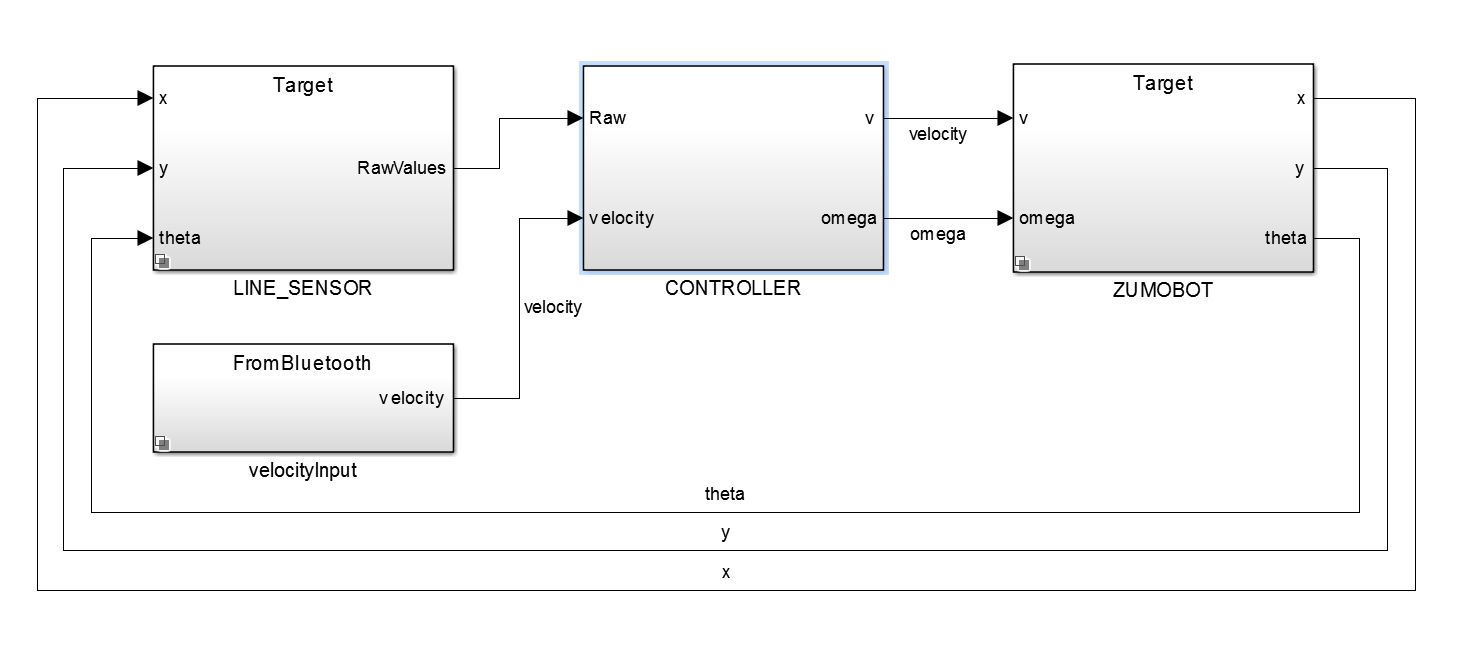 Target
x
y
theta
RawValues
LINE_SENSOR
Raw
velocity
v
omega
CONTROLLER
velocity
omega
Target
v
omega
x
y
theta
ZUMOBOT
velocity
FromBluetooth
velocity
velocityInput
theta
y
x